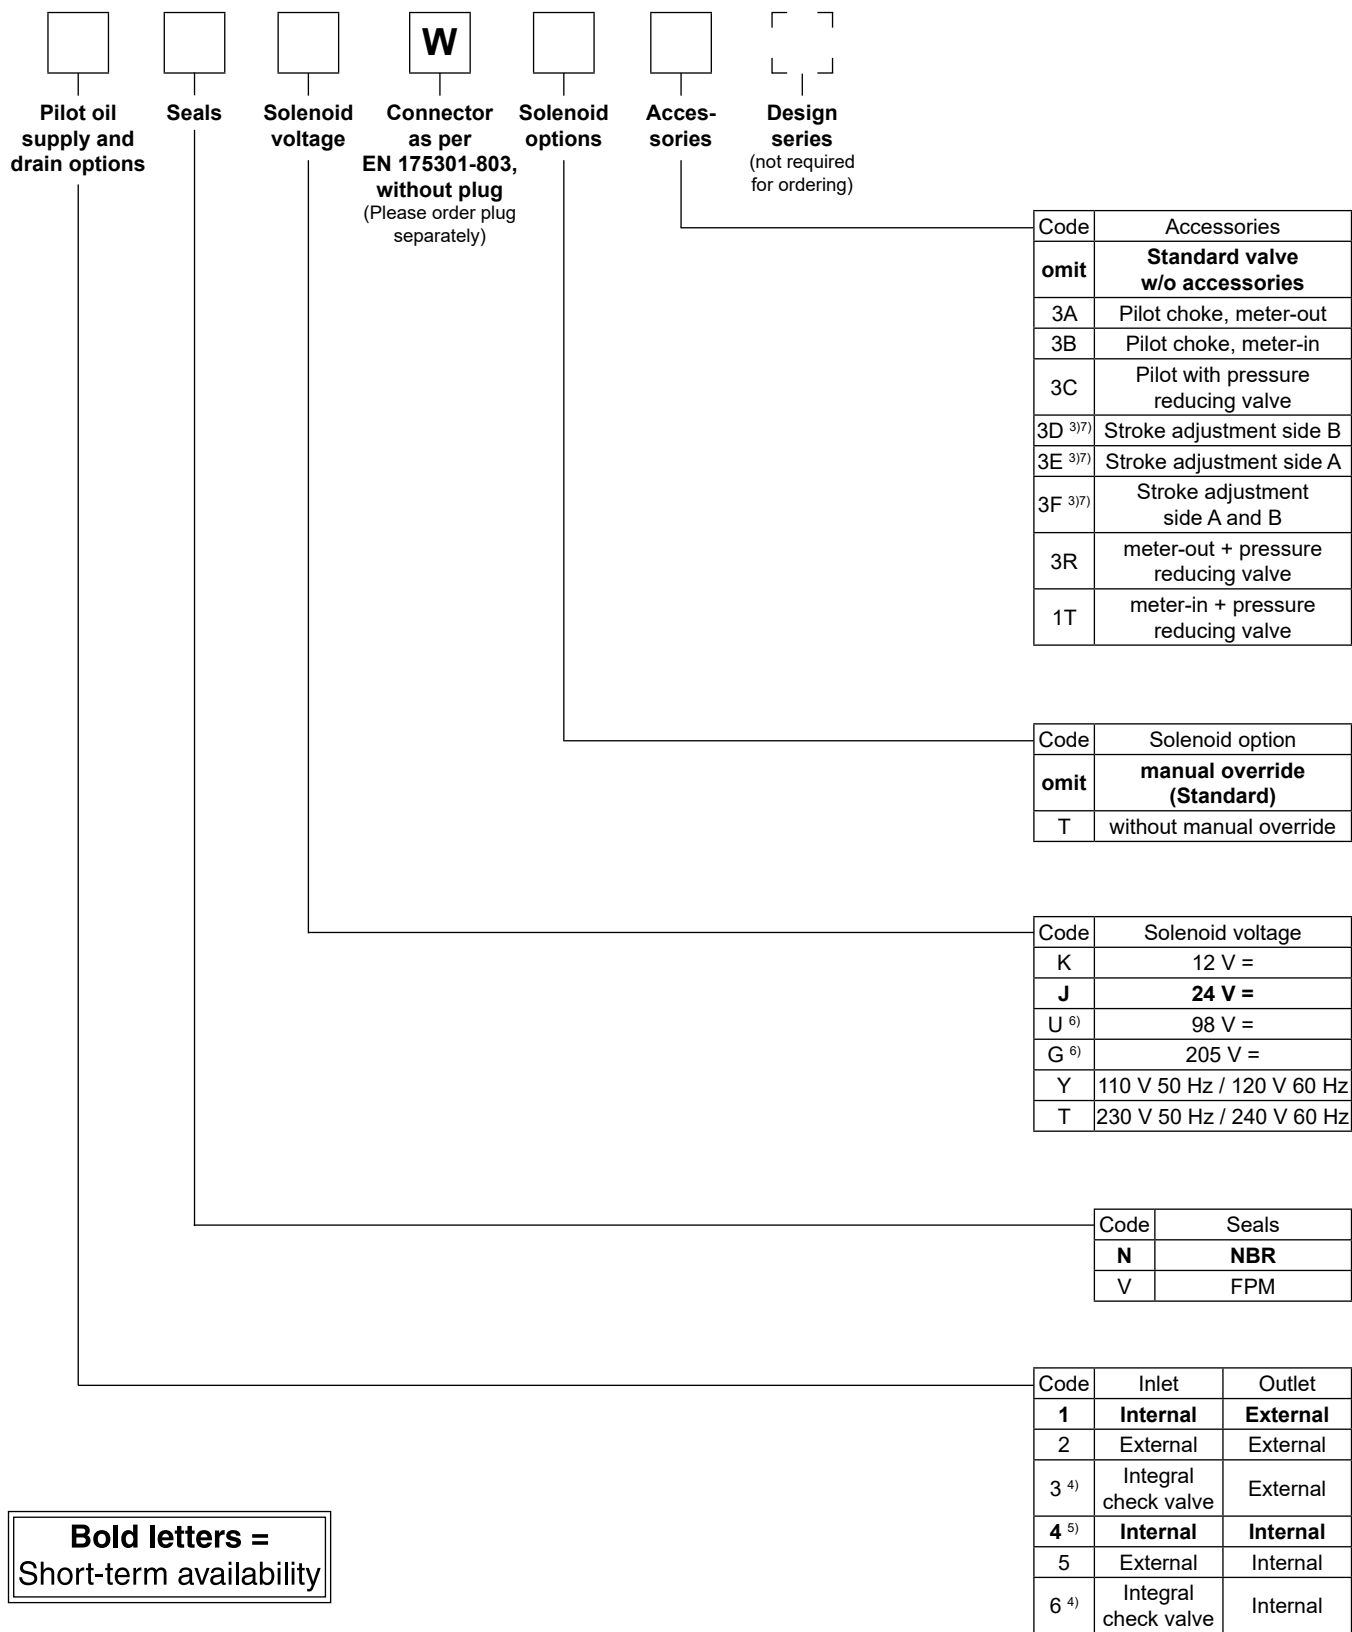 W
Pilot oil
supply and
drain options
Seals
Solenoid
voltage
Connector
as per
EN 175301-803,
without plug
(Please order plug
separately)
Solenoid
options
Acces-
sories
Design
series
(not required
for ordering)
Code Accessories
omit Standard valve
w/o accessories
3A Pilot choke, meter-out
3B Pilot choke, meter-in
3C Pilot with pressure
reducing valve
3D 3)7) Stroke adjustment side B
3E 3)7) Stroke adjustment side A
3F 3)7) Stroke adjustment
side A and B
3R meter-out + pressure
reducing valve
1T meter-in + pressure
reducing valve
Code Solenoid option
omit manual override
(Standard)
T without manual override
Code Solenoid voltage
K 12 V =
J 24 V =
U 6) 98 V =
G 6) 205 V =
Y 110 V 50 Hz / 120 V 60 Hz
T 230 V 50 Hz / 240 V 60 Hz
Code Seals
N NBR
V FPM
Code Inlet Outlet
1 Internal External
2 External External
3 4) Integral
check valve External
4 5) Internal Internal
5 External Internal
6 4) Integral
check valve Internal
Bold letters =
Short-term availability